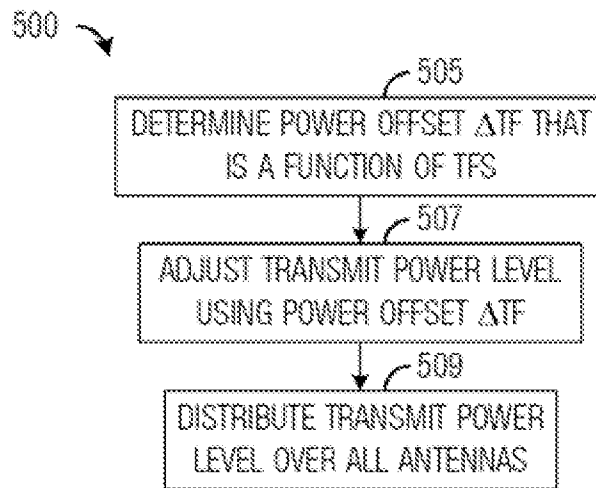 500
505
DETERMINE POWER OFFSET ΔTF THAT
IS A FUNCTION OF TFS
507
ADJUST TRANSMIT POWER LEVEL
USING POWER OFFSET ΔTF
509
DISTRIBUTE TRANSMIT POWER
LEVEL OVER ALL ANTENNAS